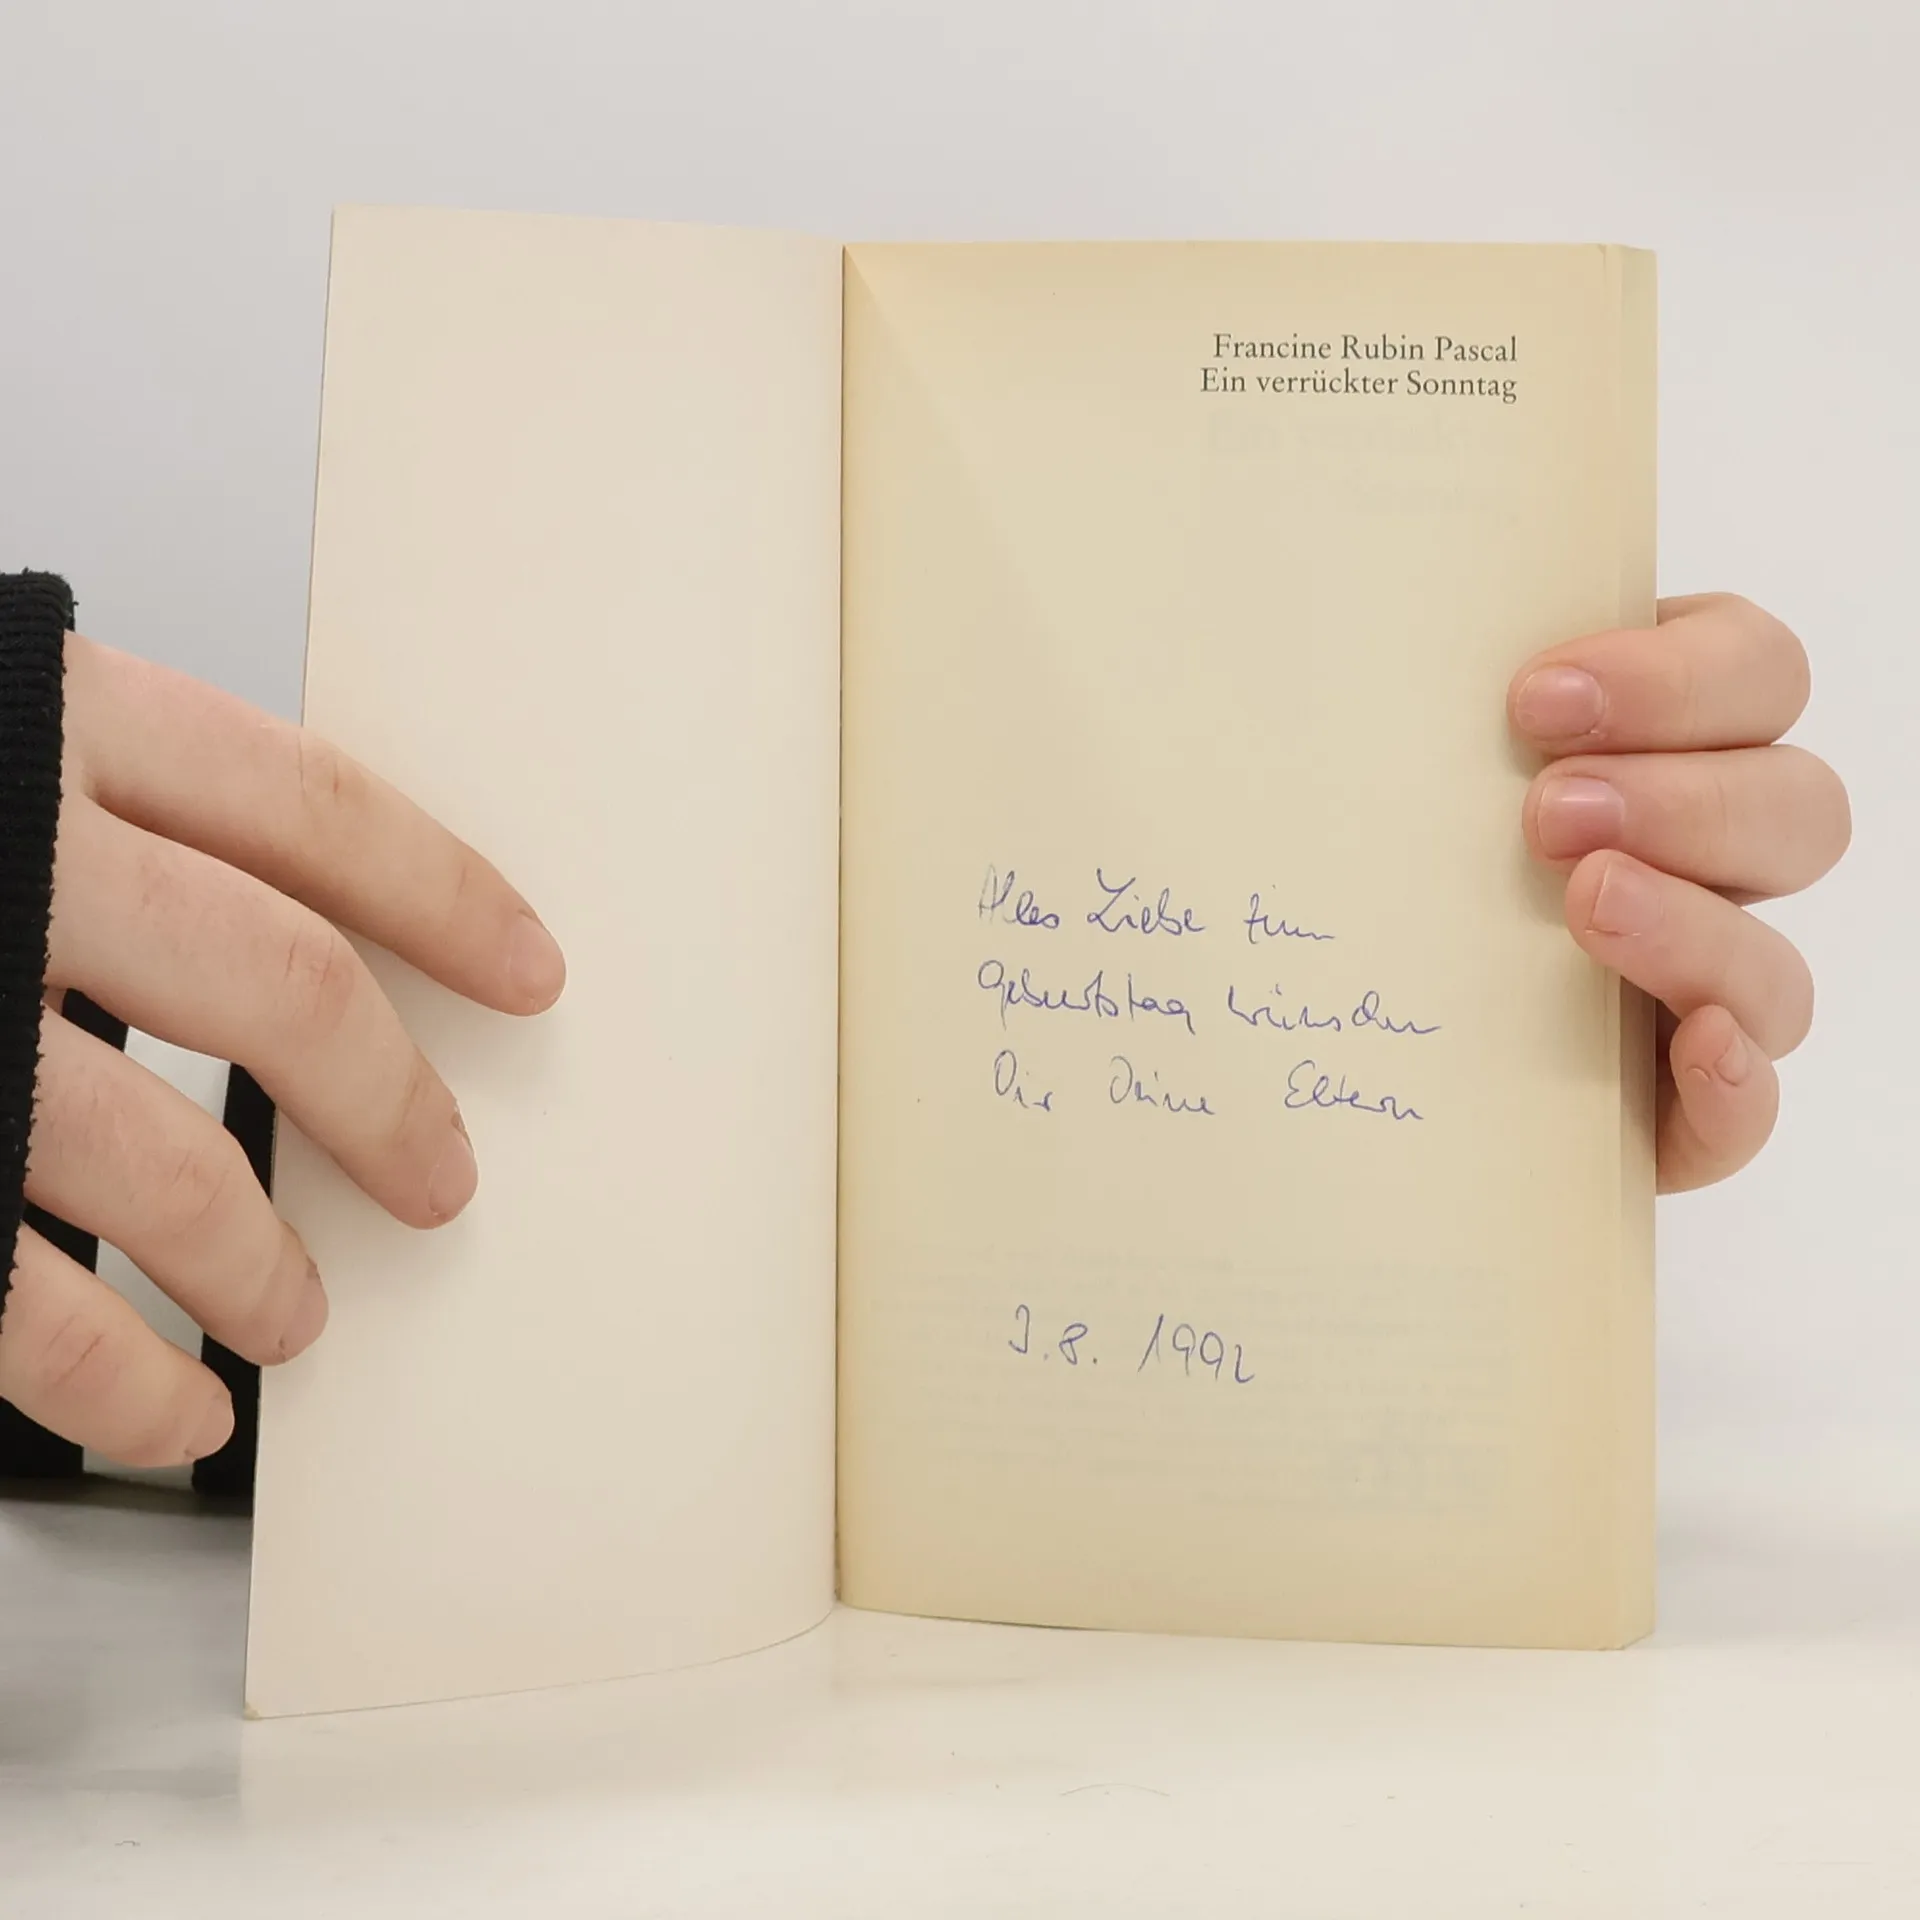 Francine Rubin Pascal
Ein verrückter Sonntag
Alles Liebe zum
Geburtstag wünschen
Dir Deine Eltern
3.8. 1992